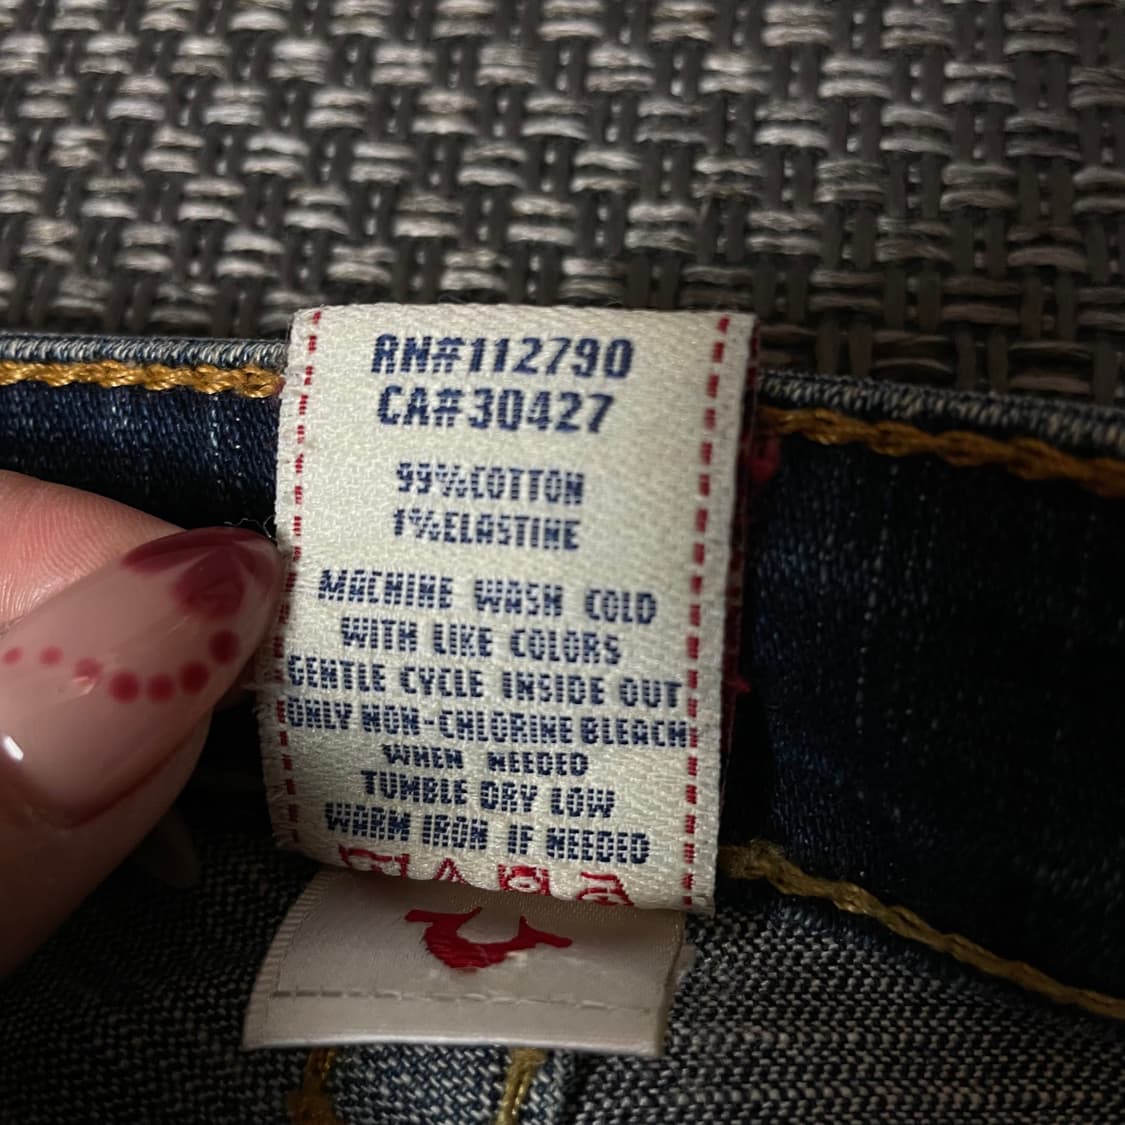 RN#112790
CA#30427
99%COTTON
1%ELASTINE
MACHINE WASH COLD
WITH LIKE COLORS
GENTLE CYCLE INSIDE OUT
ONLY NON-CHLORINE BLEACH
WHEN NEEDED
TUMBLE DRY LOW
WARM IRON IF NEEDED